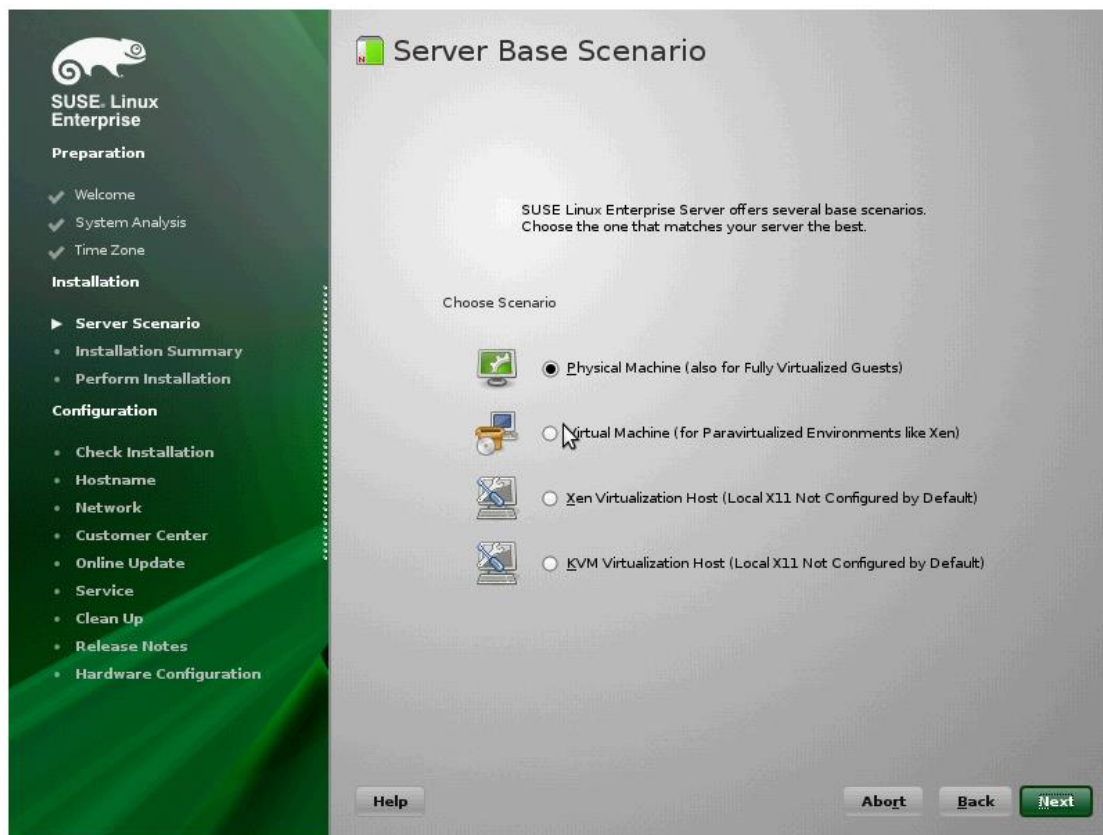 SUSE. Linux
Enterprise
Preparation
Welcome
System Analysis
Time Zone
Installation
Server Scenario
Installation Summary
Perform Installation
Configuration
Check Installation
Hostname
Network
Customer Center
Online Update
Service
Clean Up
Release Notes
Hardware Configuration
Server Base Scenario
SUSE Linux Enterprise Server offers several base scenarios.
Choose the one that matches your server the best.
Choose Scenario
Physical Machine (also for Fully Virtualized Guests)
Virtual Machine (for Paravirtualized Environments like Xen)
Xen Virtualization Host (Local X11 Not Configured by Default)
KVM Virtualization Host (Local X11 Not Configured by Default)
Help
Abort
Back
Next